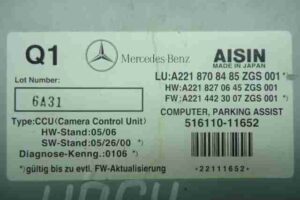 Q1
Mercedes Benz
AISIN
MADE IN JAPAN
Lot Number:
6A31
LU:A221 870 84 85 ZGS 001*
HW:A221 827 06 45 ZGS 001
FW:A221 442 30 07 ZGS 001
Type:CCU (Camera Control Unit)
HW-Stand:05/06
SW-Stand:05/26/00 *)
Diagnose-Kenng.:0106 *)
*)gültig bis zu evtl. FW-Aktualisierung
COMPUTER, PARKING ASSIST
516110-11652
*22111652*